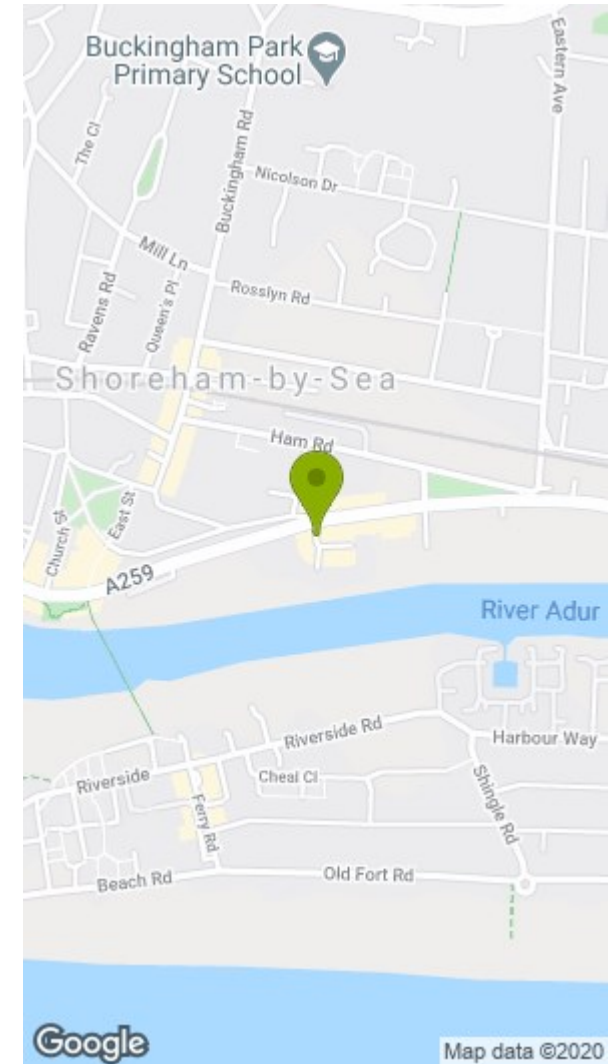 Buckingham Park
Primary School
Eastern Ave
The Cl
Buckingham Rd
Nicolson Dr
Mill Ln
Ravens Rd
Queen's Pl
Rosslyn Rd
Shoreham-by-Sea
Ham Rd
Church St
East St
A259
River Adur
Riverside Rd
Harbour Way
Riverside
Cheal Cl
Shingle Rd
Ferry Rd
Beach Rd
Old Fort Rd
Google
Map data ©2020